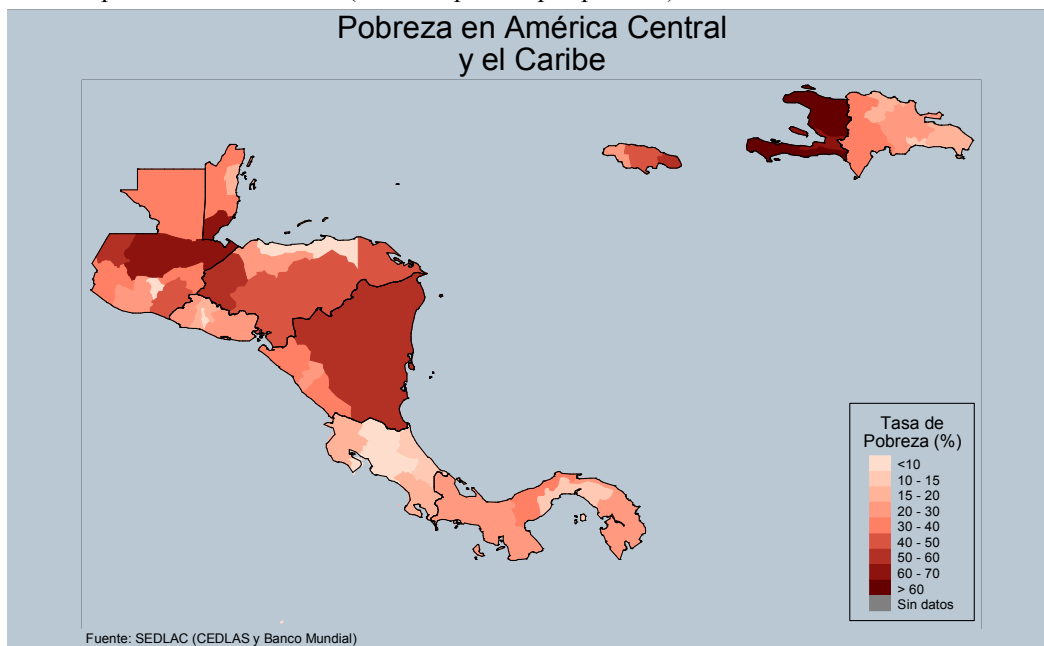 Pobreza en América Central
y el Caribe
Tasa de
Pobreza (%)
<10
10 - 15
15 - 20
20 - 30
30 - 40
40 - 50
50 - 60
60 - 70
> 60
Sin datos
Fuente: SEDLAC (CEDLAS y Banco Mundial)